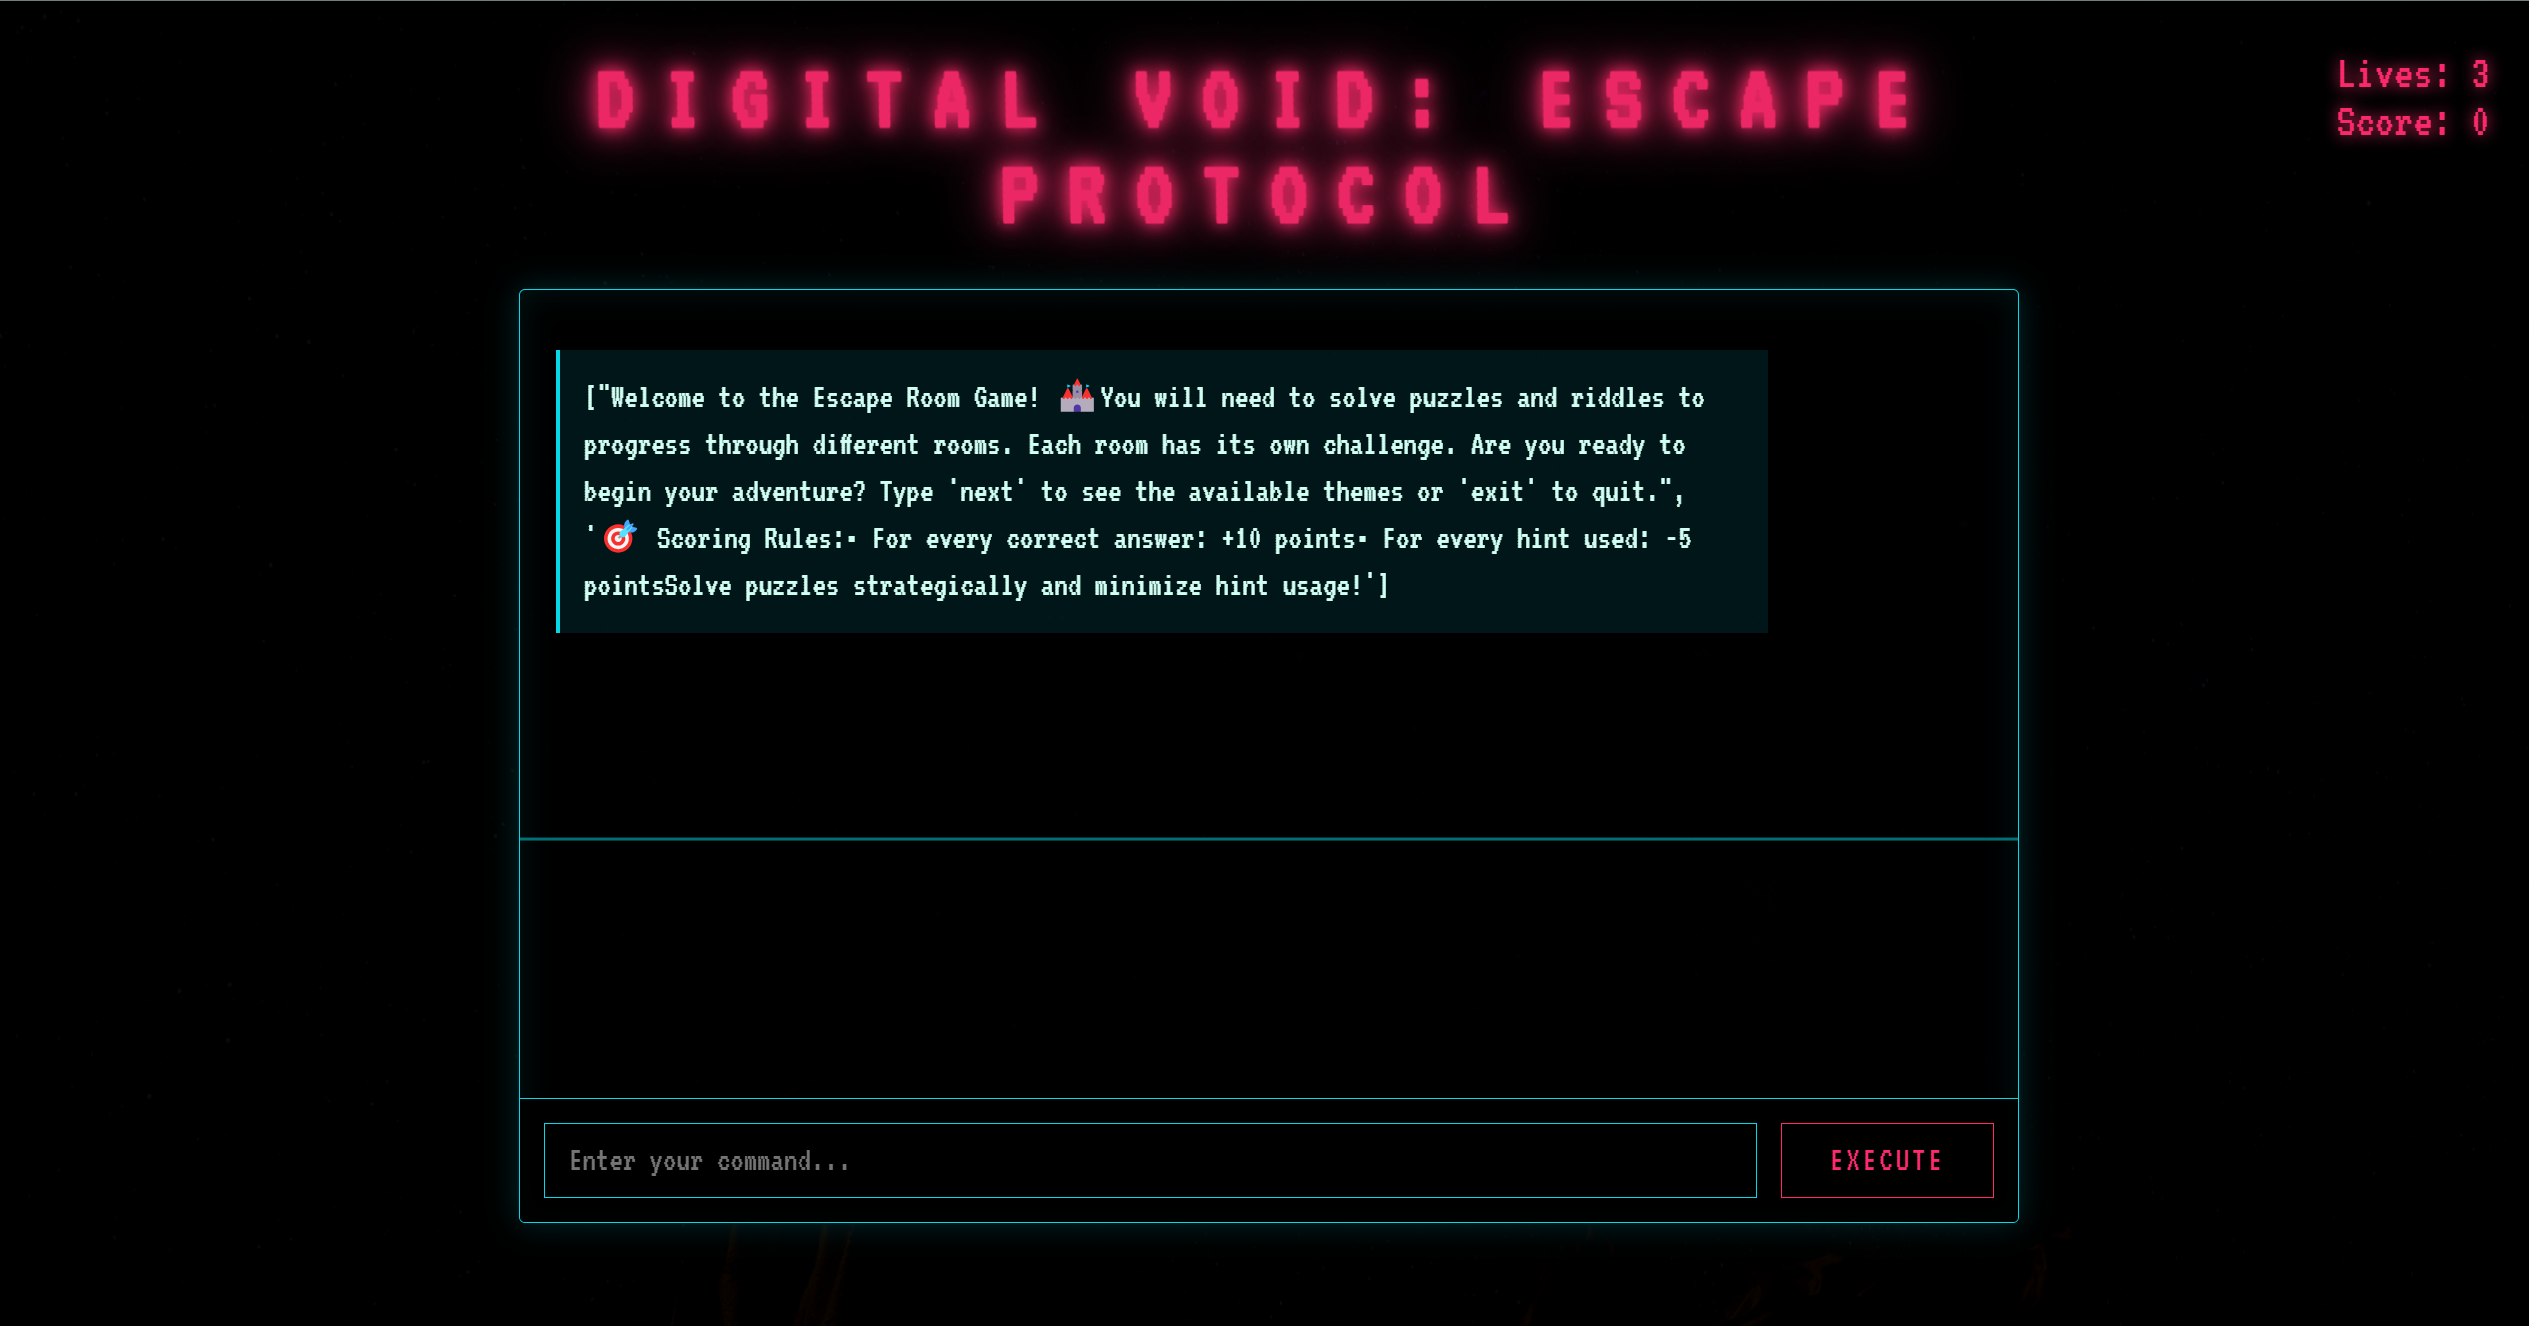 DIGITAL VOID: ESCAPE
PROTOCOL
Lives: 3
Score: 0
["Welcome to the Escape Room Game! 🏰You will need to solve puzzles and riddles to
progress through different rooms. Each room has its own challenge. Are you ready to
begin your adventure? Type 'next' to see the available themes or 'exit' to quit.",
'🎯 Scoring Rules:• For every correct answer: +10 points• For every hint used: -5
pointsSolve puzzles strategically and minimize hint usage!']
Enter your command...
EXECUTE